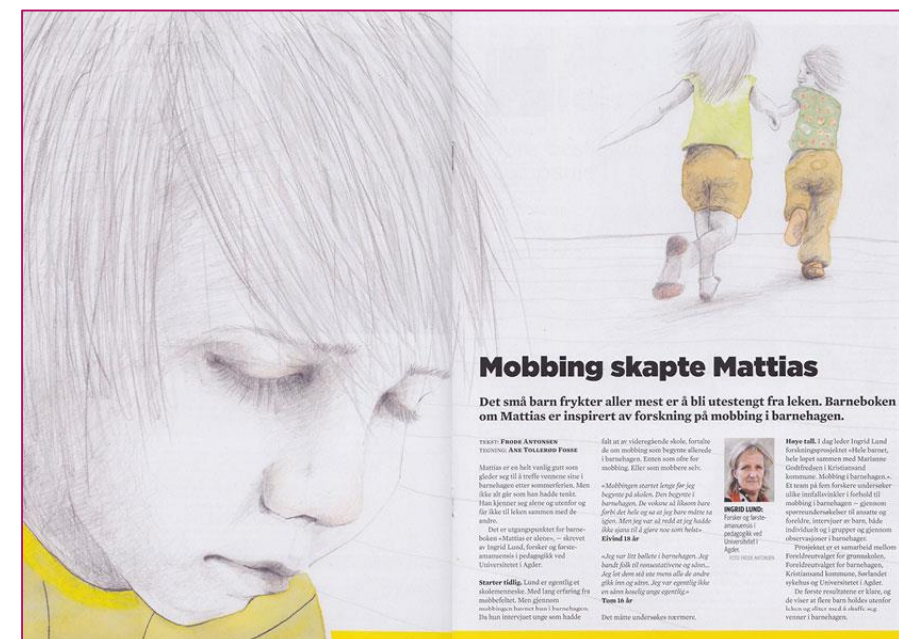 Mobbing skapte Mattias
Det små barn frykter aller mest er å bli utestengt fra leken. Barneboken
om Mattias er inspirert av forskning på mobbing i barnehagen.
TEKST: FRODE ANTONSEN
TEGNING: ANE TOLLERØD FOSSE
Mattias er en helt vanlig gutt som
gleder seg til å treffe vennene sine i
barnehagen etter sommerferien. Men
ikke alt går som han hadde tenkt.
Han kjenner seg alene og utenfor og
får ikke til leken sammen med de
andre.
Det er utgangspunktet for barne-
boken «Mattias er alene», – skrevet
av Ingrid Lund, forsker og første-
amanuensis i pedagogikk ved
Universitetet i Agder.
Starter tidlig. Lund er egentlig et
skolemenneske. Med lang erfaring fra
mobbefeltet. Men gjennom
mobbingen havnet hun i barnehagen.
Da hun intervjuet unge som hadde
falt ut av videregående skole, fortalte
de om mobbing som begynte allerede
i barnehagen. Enten som ofre for
mobbing. Eller som mobbere selv.
«Mobbingen startet lenge før jeg
begynte på skolen. Den begynte i
barnehagen. De voksne så liksom bare
forbi det hele og sa at jeg bare måtte ta
igjen. Men jeg var så redd at jeg hadde
ikke sjans til å gjøre noe som helst».
Eivind 18 år
«Jeg var litt bøllete i barnehagen. Jeg
bandt folk til
Jeg lot dem stå ute mens alle de andre
gikk inn og sånn. Jeg var egentlig ikke
en sånn koselig unge egentlig.»
Tom 16 år
Det måtte undersøkes nærmere.
INGRID LUND:
Forsker og første-
amanuensis i
pedagogikk ved
Universitetet i
Agder.
FOTO: FRODE ANTONSEN
Høye tall. I dag leder Ingrid Lund
forskningsprosjektet «Hele barnet,
hele løpet sammen med Marianne
Godtfredsen i Kristiansand
kommune. Mobbing i barnehagen.».
Et team på fem forskere undersøker
ulike innfallsvinkler i forhold til
mobbing i barnehagen – gjennom
spørreundersøkelser til ansatte og
foreldre, intervjuer av barn, både
individuelt og i grupper og gjennom
observasjoner i barnehager.
Prosjektet er et samarbeid mellom
Foreldreutvalget for grunnskolen,
Foreldreutvalget for barnehagen,
Kristiansand kommune, Sørlandet
sykehus og Universitetet i Agder.
De første resultatene er klare, og
de viser at flere barn holdes utenfor
leken og sliter med å skaffe seg
venner i barnehagen.